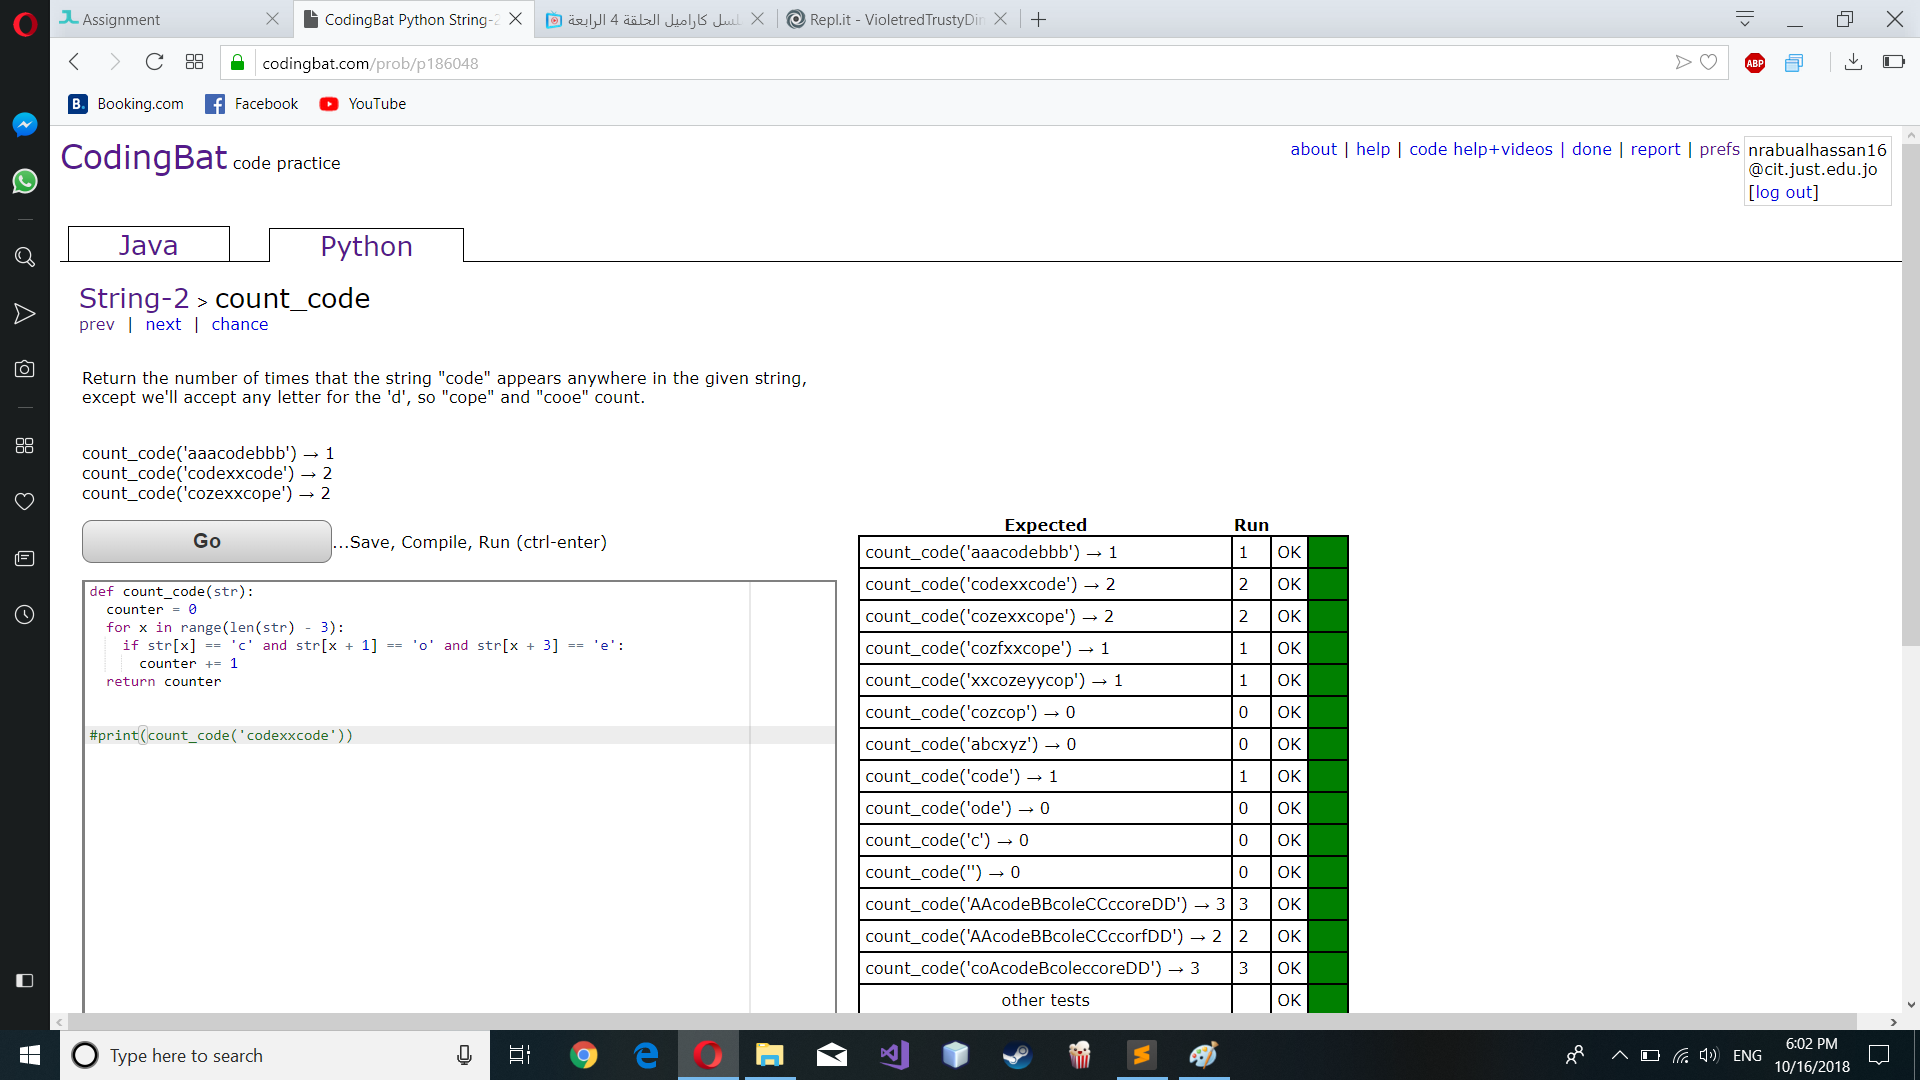 Assignment
CodingBat Python String-2
سلسل كاراميل الحلقة 4 الرابعة
Repl.it - VioletredTrustyDin
codingbat.com/prob/p186048
ABP
B. Booking.com Facebook YouTube
CodingBat code practice
about | help | code help+videos | done | report | prefs
nrabualhassan16
@cit.just.edu.jo
[log out]
Java
Python
String-2 > count_code
prev | next | chance
Return the number of times that the string "code" appears anywhere in the given string,
except we'll accept any letter for the 'd', so "cope" and "cooe" count.
count_code('aaacodebbb') → 1
count_code('codexxcode') → 2
count_code('cozexxcope') → 2
Go
...Save, Compile, Run (ctrl-enter)
def count_code(str):
counter = 0
for x in range(len(str) - 3):
if str[x] == 'c' and str[x + 1] == 'o' and str[x + 3] == 'e':
counter += 1
return counter
#print(count_code('codexxcode'))
Expected Run
count_code('aaacodebbb') → 1 1 OK
count_code('codexxcode') → 2 2 OK
count_code('cozexxcope') → 2 2 OK
count_code('cozfxxcope') → 1 1 OK
count_code('xxcozeyycop') → 1 1 OK
count_code('cozcop') → 0 0 OK
count_code('abcxyz') → 0 0 OK
count_code('code') → 1 1 OK
count_code('ode') → 0 0 OK
count_code('c') → 0 0 OK
count_code('') → 0 0 OK
count_code('AAcodeBBcoleCCccoreDD') → 3 3 OK
count_code('AAcodeBBcoleCCccorfDD') → 2 2 OK
count_code('coAcodeBcoleccoreDD') → 3 3 OK
other tests OK
Type here to search
ENG
6:02 PM
10/16/2018